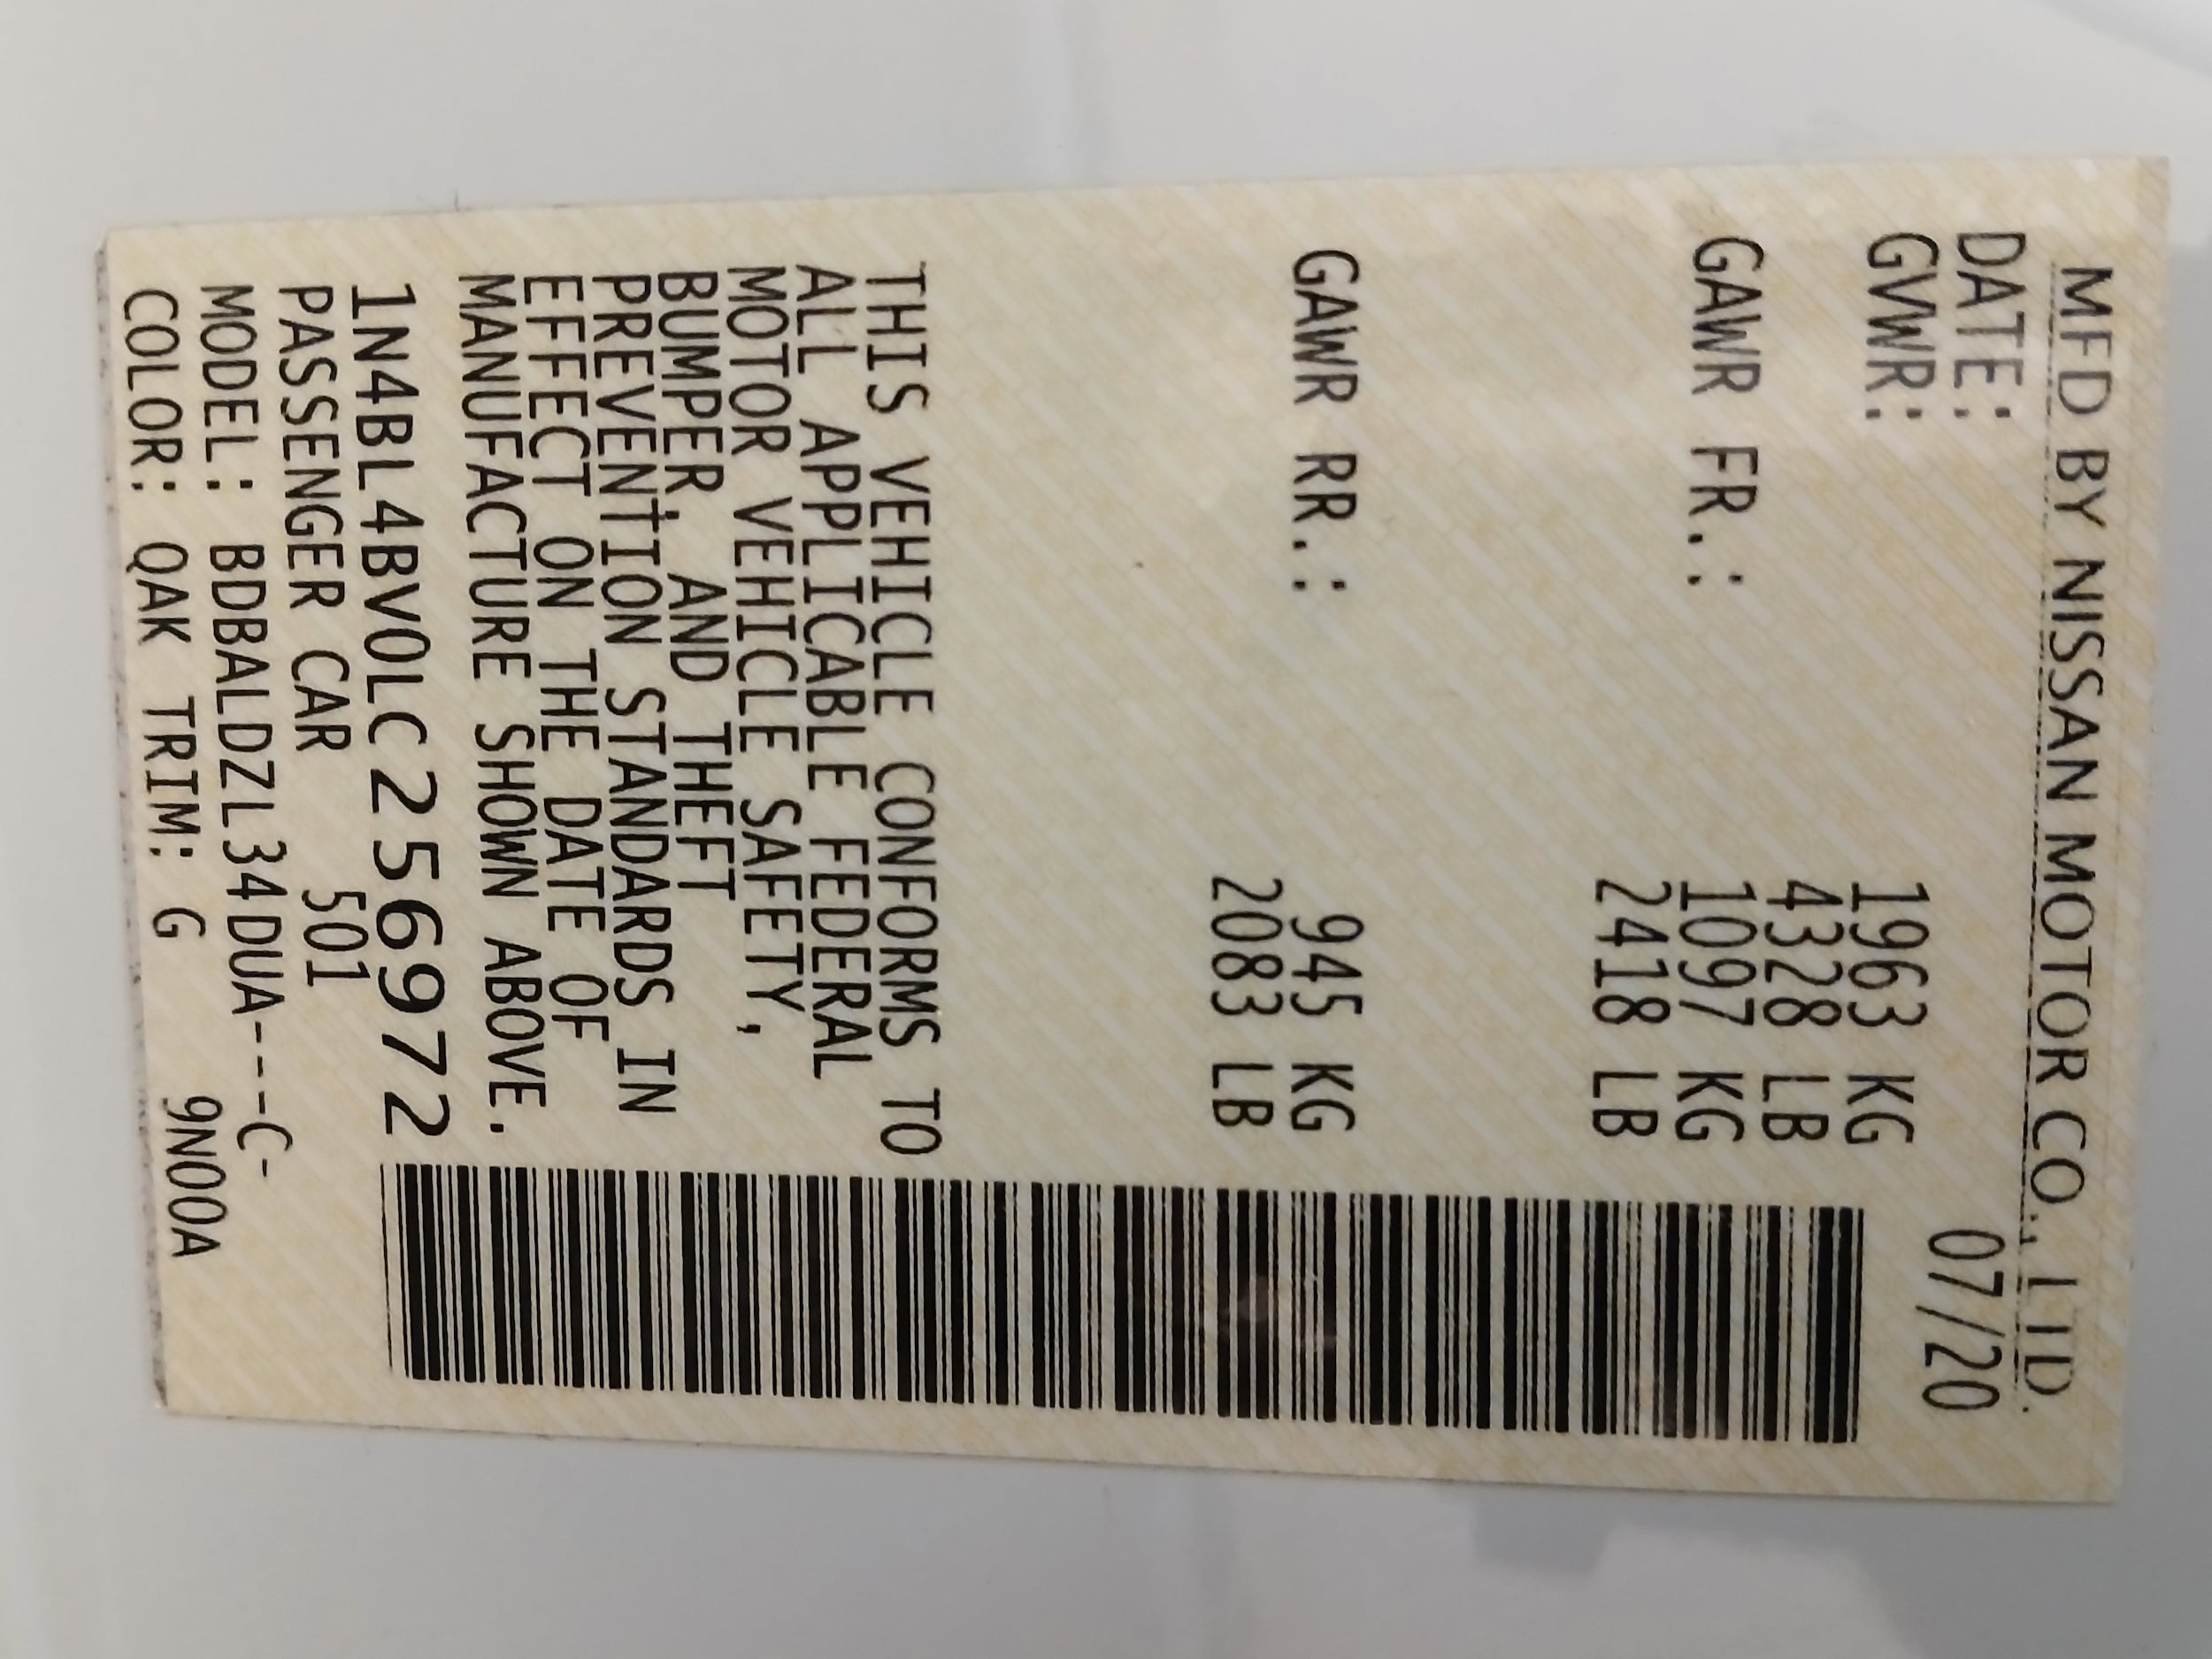 MFD BY NISSAN MOTOR CO., LTD.
DATE: 07/20
GVWR: 1963 KG
4328 LB
GAWR FR.: 1097 KG
2418 LB
GAWR RR.: 945 KG
2083 LB
THIS VEHICLE CONFORMS TO
ALL APPLICABLE FEDERAL
MOTOR VEHICLE SAFETY,
BUMPER, AND THEFT
PREVENTION STANDARDS IN
EFFECT ON THE DATE OF
MANUFACTURE SHOWN ABOVE.
1N4BL4BV0LC256972
PASSENGER CAR 501
MODEL: BDBALDZL34DUA---C-
COLOR: QAK TRIM: G 9N00A